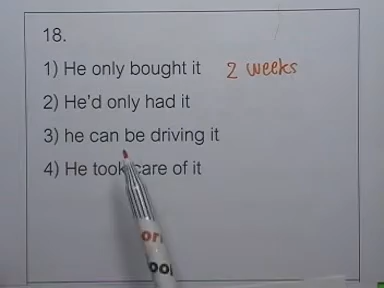 18.
1) He only bought it 2 weeks
2) He'd only had it
3) he can be driving it
4) He took care of it